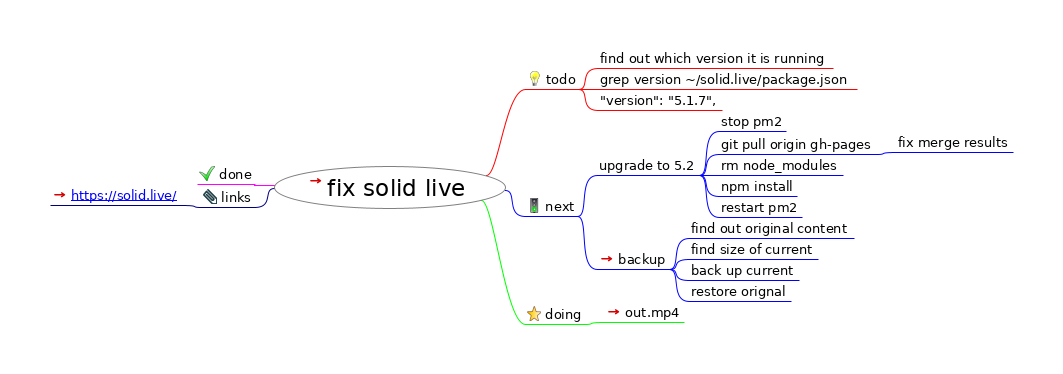 find out which version it is running
todo
grep version ~/solid.live/package.json
"version": "5.1.7",
stop pm2
git pull origin gh-pages
fix merge results
upgrade to 5.2
rm node_modules
done
npm install
fix solid live
https://solid.live/
links
next
restart pm2
find out original content
find size of current
backup
back up current
restore orignal
doing
out.mp4